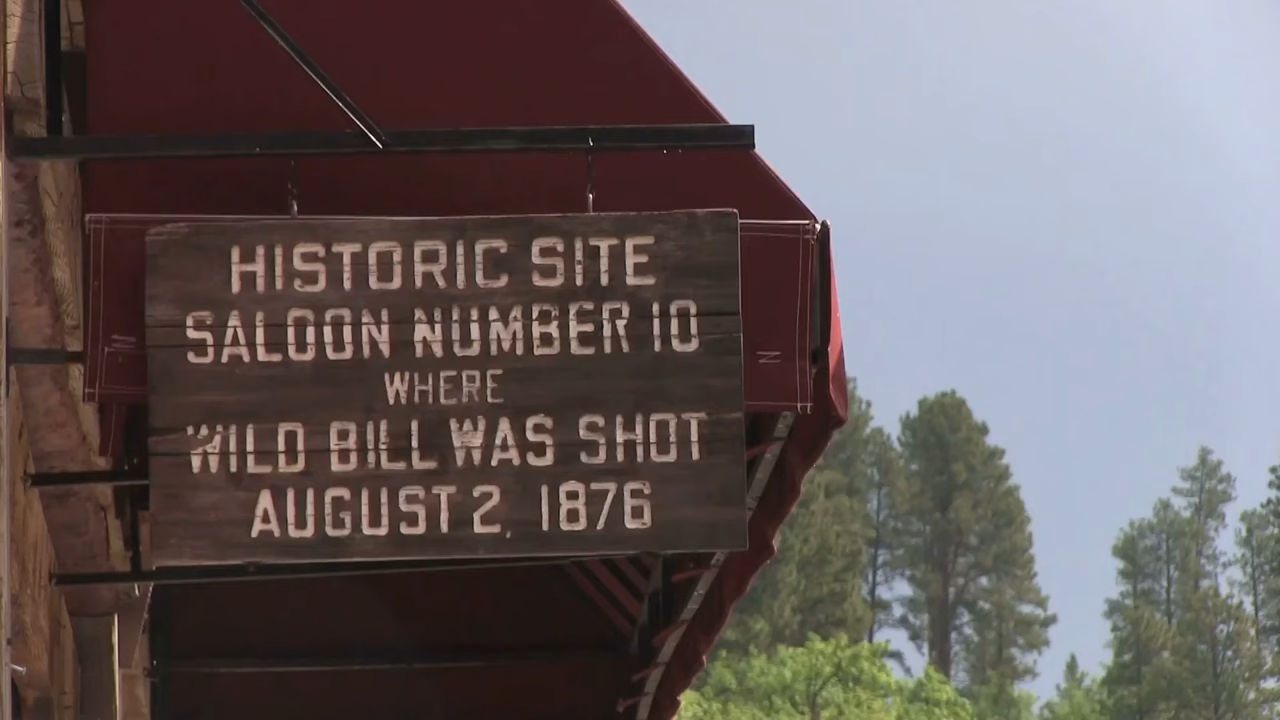 HISTORIC SITE
SALOON NUMBER 10
WHERE
WILD BILL WAS SHOT
AUGUST 2, 1876